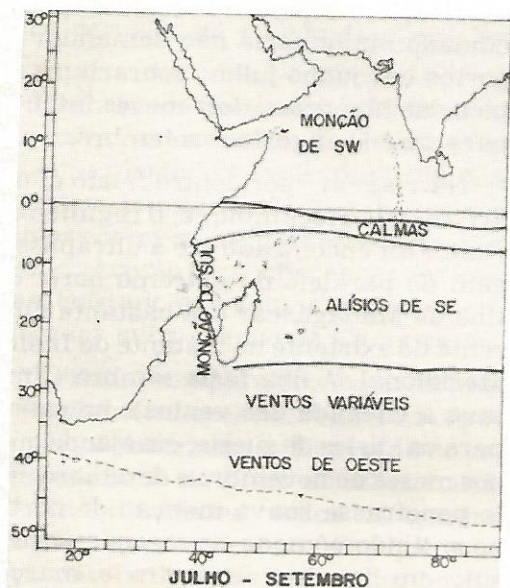 30°
20°
MONÇÃO
DE SW
10°
0°
CALMAS
10°
MONÇÃO DO SUL
ALÍSIOS DE SE
20°
30°
VENTOS VARIÁVEIS
40°
VENTOS DE OESTE
50°
20°
40°
60°
80°
JULHO - SETEMBRO